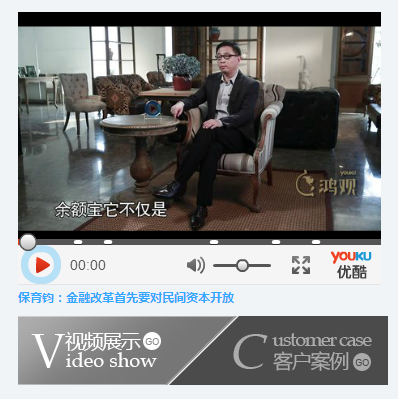 youku
鸿观
余额宝它不仅是
00:00
YOUKU
优酷
保育钧：金融改革首先要对民间资本开放
视频展示 GO
Video show
Customer case
客户案例 GO